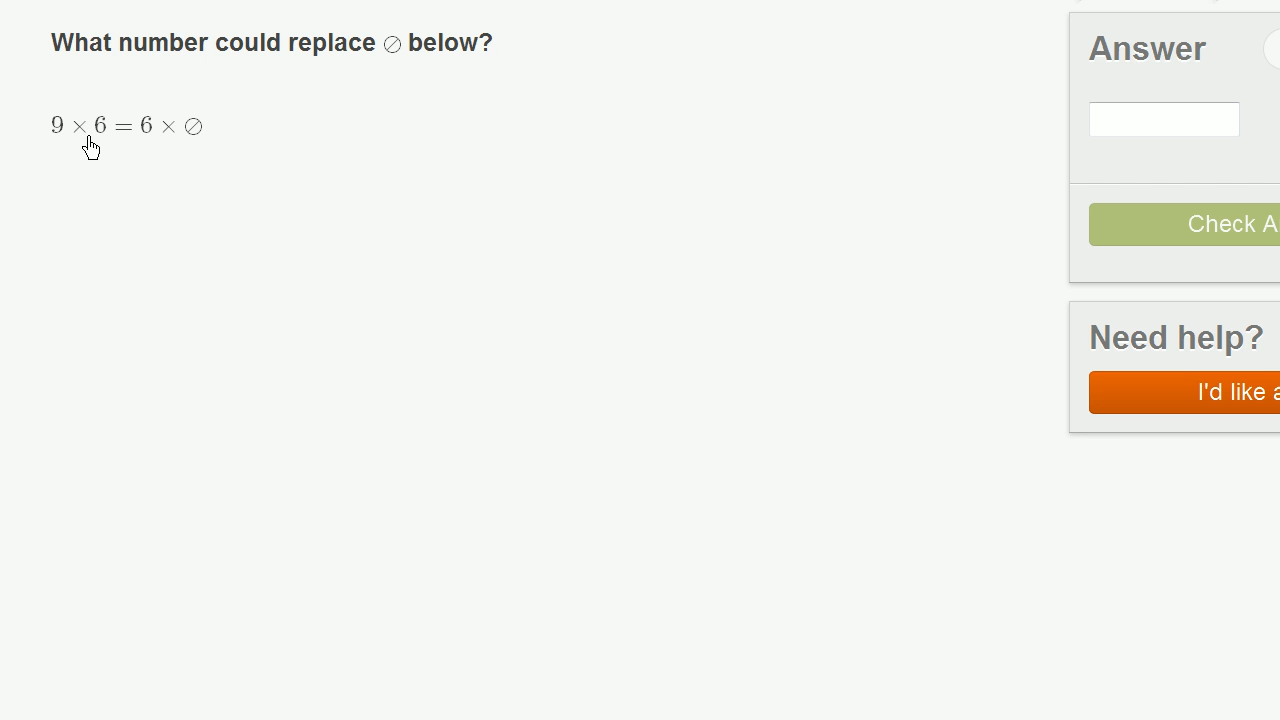 What number could replace ⊘ below?
9 × 6 = 6 × ⊘
Answer
Check A
Need help?
I'd like a